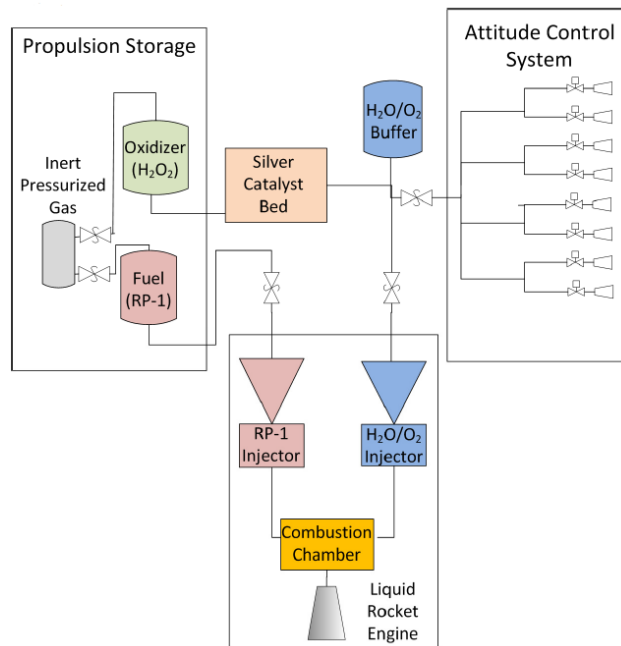 Propulsion Storage
Attitude Control
System
Oxidizer
(H₂O₂)
Inert
Pressurized
Gas
Fuel
(RP-1)
Silver
Catalyst
Bed
H₂O/O₂
Buffer
RP-1
Injector
H₂O/O₂
Injector
Combustion
Chamber
Liquid
Rocket
Engine